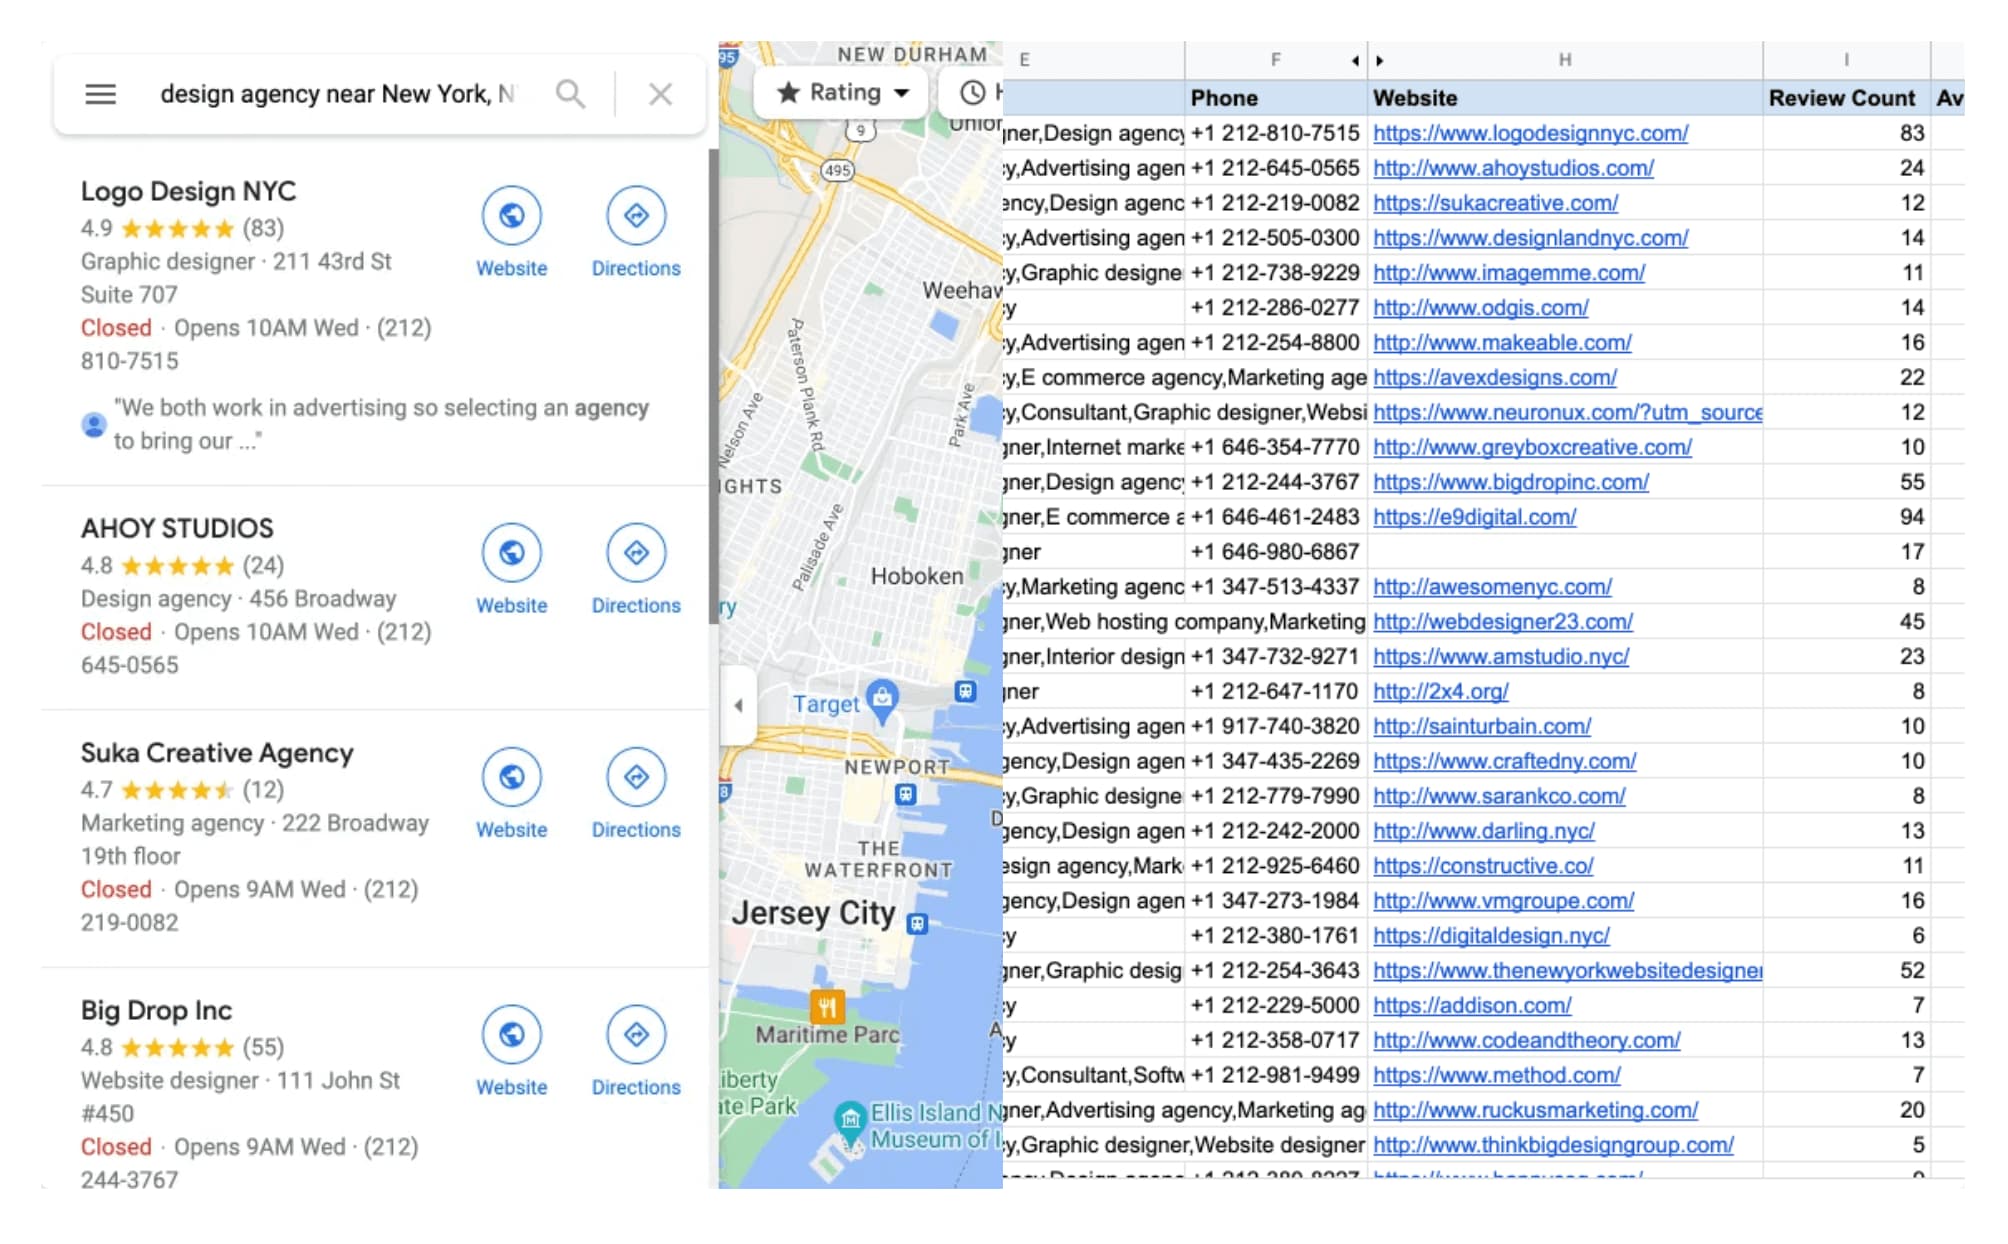 design agency near New York, N
Logo Design NYC
4.9 (83)
Graphic designer · 211 43rd St
Suite 707
Closed · Opens 10AM Wed · (212)
810-7515
"We both work in advertising so selecting an agency
to bring our ..."
Website
Directions
AHOY STUDIOS
4.8 (24)
Design agency · 456 Broadway
Closed · Opens 10AM Wed · (212)
645-0565
Website
Directions
Suka Creative Agency
4.7 (12)
Marketing agency · 222 Broadway
19th floor
Closed · Opens 9AM Wed · (212)
219-0082
Website
Directions
Big Drop Inc
4.8 (55)
Website designer · 111 John St
#450
Closed · Opens 9AM Wed · (212)
244-3767
Website
Directions
95
NEW DURHAM
Rating
H
Union
9
495
Weehaw
Paterson Plank Rd
Nelson Ave
Park Ave
IGHTS
Palisade Ave
Hoboken
ry
Target
NEWPORT
8
D
THE
WATERFRONT
Jersey City
Maritime Parc
A
iberty
ate Park
Ellis Island N
Museum of I
E F H I
Phone Website Review Count Av
gner,Design agency +1 212-810-7515 https://www.logodesignnyc.com/ 83
cy,Advertising agen +1 212-645-0565 http://www.ahoystudios.com/ 24
ency,Design agenc +1 212-219-0082 https://sukacreative.com/ 12
cy,Advertising agen +1 212-505-0300 https://www.designlandnyc.com/ 14
cy,Graphic designe +1 212-738-9229 http://www.imagemme.com/ 11
cy +1 212-286-0277 http://www.odgis.com/ 14
cy,Advertising agen +1 212-254-8800 http://www.makeable.com/ 16
cy,E commerce agency,Marketing age https://avexdesigns.com/ 22
cy,Consultant,Graphic designer,Websi https://www.neuronux.com/?utm_source 12
gner,Internet marke +1 646-354-7770 http://www.greyboxcreative.com/ 10
gner,Design agency +1 212-244-3767 https://www.bigdropinc.com/ 55
gner,E commerce a +1 646-461-2483 https://e9digital.com/ 94
gner +1 646-980-6867 17
cy,Marketing agenc +1 347-513-4337 http://awesomenyc.com/ 8
gner,Web hosting company,Marketing http://webdesigner23.com/ 45
gner,Interior design +1 347-732-9271 https://www.amstudio.nyc/ 23
gner +1 212-647-1170 http://2x4.org/ 8
cy,Advertising agen +1 917-740-3820 http://sainturbain.com/ 10
gency,Design agen +1 347-435-2269 https://www.craftedny.com/ 10
cy,Graphic designe +1 212-779-7990 http://www.sarankco.com/ 8
gency,Design agen +1 212-242-2000 https://www.darling.nyc/ 13
esign agency,Mark +1 212-925-6460 https://constructive.co/ 11
gency,Design agen +1 347-273-1984 http://www.vmgroupe.com/ 16
cy +1 212-380-1761 https://digitaldesign.nyc/ 6
gner,Graphic desig +1 212-254-3643 https://www.thenewyorkwebsitedesigner 52
cy +1 212-229-5000 https://addison.com/ 7
cy +1 212-358-0717 https://www.codeandtheory.com/ 13
cy,Consultant,Softw +1 212-981-9499 https://www.method.com/ 7
gner,Advertising agency,Marketing ag http://www.ruckusmarketing.com/ 20
cy,Graphic designer,Website designer http://www.thinkbigdesigngroup.com/ 5